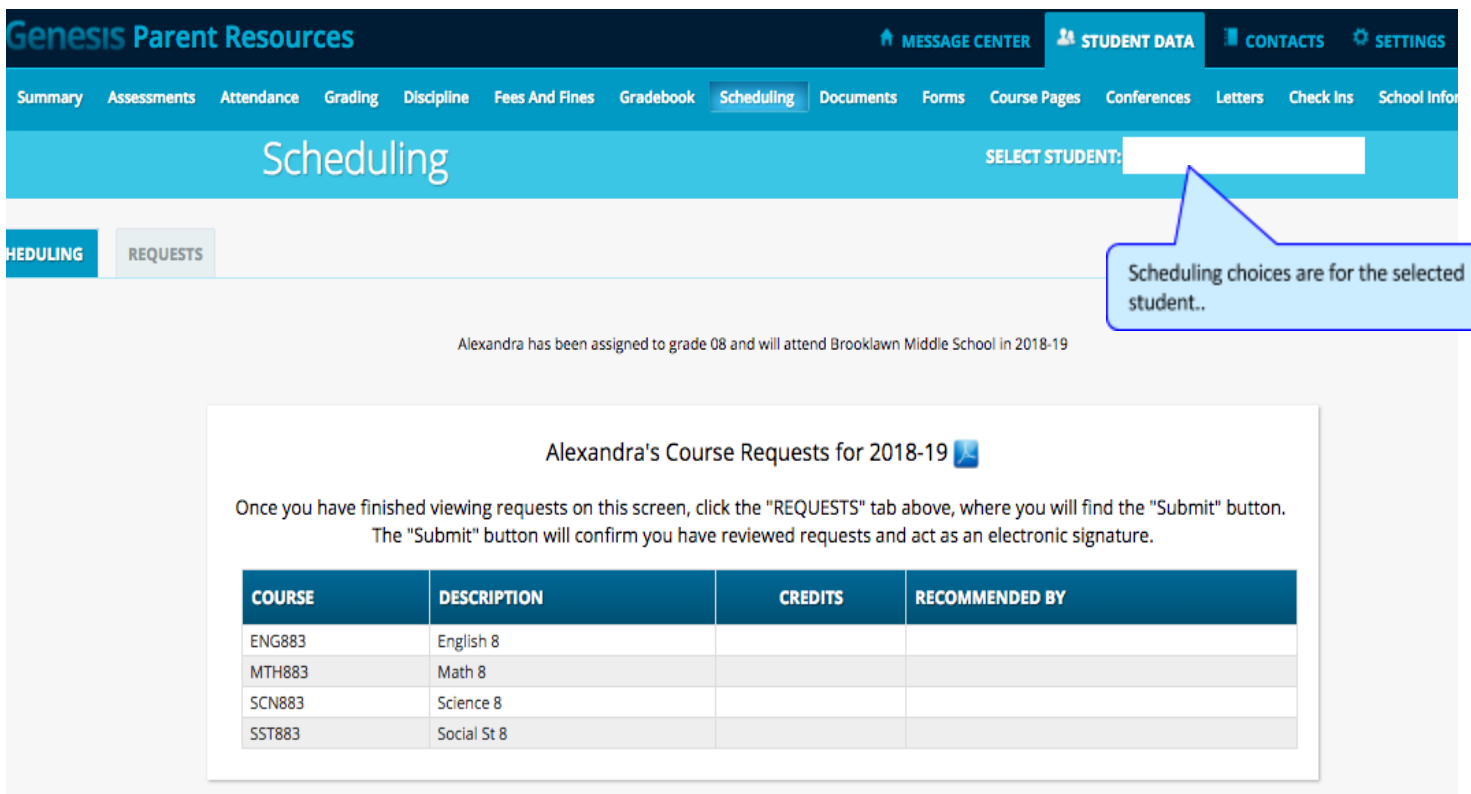 Genesis Parent Resources
MESSAGE CENTER STUDENT DATA CONTACTS SETTINGS
Summary Assessments Attendance Grading Discipline Fees And Fines Gradebook Scheduling Documents Forms Course Pages Conferences Letters Check Ins School Infor
Scheduling SELECT STUDENT:
HEDULING REQUESTS
Scheduling choices are for the selected
student..
Alexandra has been assigned to grade 08 and will attend Brooklawn Middle School in 2018-19
Alexandra's Course Requests for 2018-19
Once you have finished viewing requests on this screen, click the "REQUESTS" tab above, where you will find the "Submit" button.
The "Submit" button will confirm you have reviewed requests and act as an electronic signature.
COURSE DESCRIPTION CREDITS RECOMMENDED BY
ENG883 English 8
MTH883 Math 8
SCN883 Science 8
SST883 Social St 8